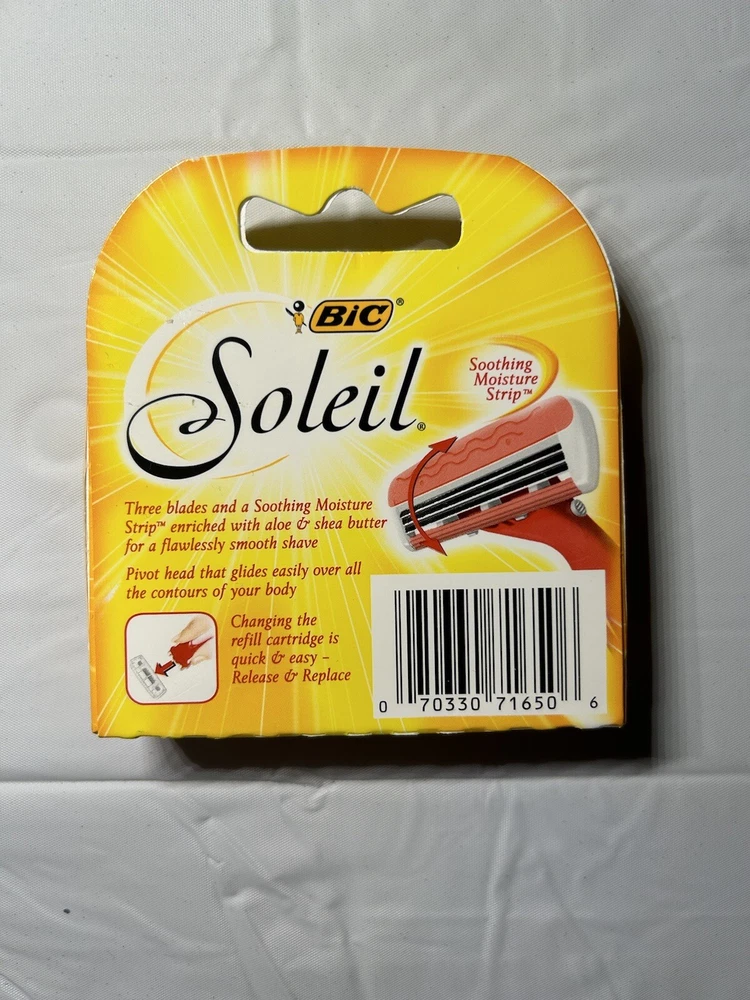 BiC®
Soleil®
Soothing
Moisture
Strip™
Three blades and a Soothing Moisture
Strip™ enriched with aloe & shea butter
for a flawlessly smooth shave
Pivot head that glides easily over all
the contours of your body
Changing the
refill cartridge is
quick & easy –
Release & Replace
0 70330 71650 6